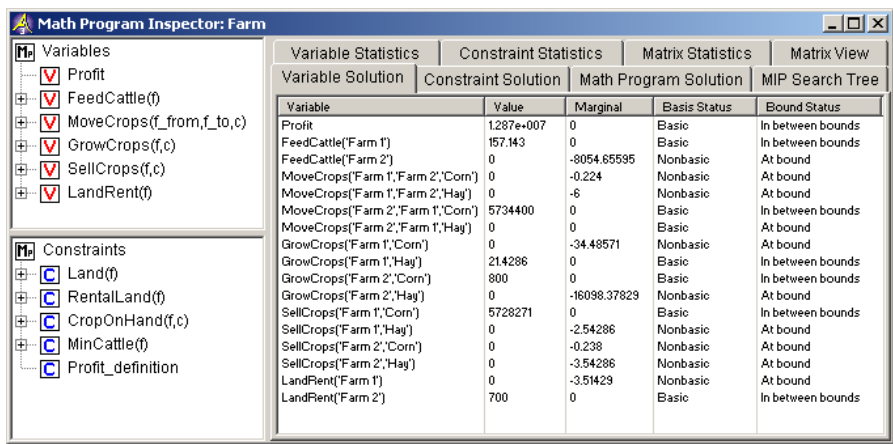 Math Program Inspector: Farm
Variables
Profit
FeedCattle(f)
MoveCrops(f_from,f_to,c)
GrowCrops(f,c)
SellCrops(f,c)
LandRent(f)
Constraints
Land(f)
RentalLand(f)
CropOnHand(f,c)
MinCattle(f)
Profit_definition
Variable Statistics Constraint Statistics Matrix Statistics Matrix View
Variable Solution Constraint Solution Math Program Solution MIP Search Tree
Variable Value Marginal Basis Status Bound Status
Profit 1.287e+007 0 Basic In between bounds
FeedCattle('Farm 1') 157.143 0 Basic In between bounds
FeedCattle('Farm 2') 0 -8054.65595 Nonbasic At bound
MoveCrops('Farm 1','Farm 2','Corn') 0 -0.224 Nonbasic At bound
MoveCrops('Farm 1','Farm 2','Hay') 0 -6 Nonbasic At bound
MoveCrops('Farm 2','Farm 1','Corn') 5734400 0 Basic In between bounds
MoveCrops('Farm 2','Farm 1','Hay') 0 0 Basic At bound
GrowCrops('Farm 1','Corn') 0 -34.48571 Nonbasic At bound
GrowCrops('Farm 1','Hay') 21.4286 0 Basic In between bounds
GrowCrops('Farm 2','Corn') 800 0 Basic In between bounds
GrowCrops('Farm 2','Hay') 0 -16098.37829 Nonbasic At bound
SellCrops('Farm 1','Corn') 5728271 0 Basic In between bounds
SellCrops('Farm 1','Hay') 0 -2.54286 Nonbasic At bound
SellCrops('Farm 2','Corn') 0 -0.238 Nonbasic At bound
SellCrops('Farm 2','Hay') 0 -3.54286 Nonbasic At bound
LandRent('Farm 1') 0 -3.51429 Nonbasic At bound
LandRent('Farm 2') 700 0 Basic In between bounds